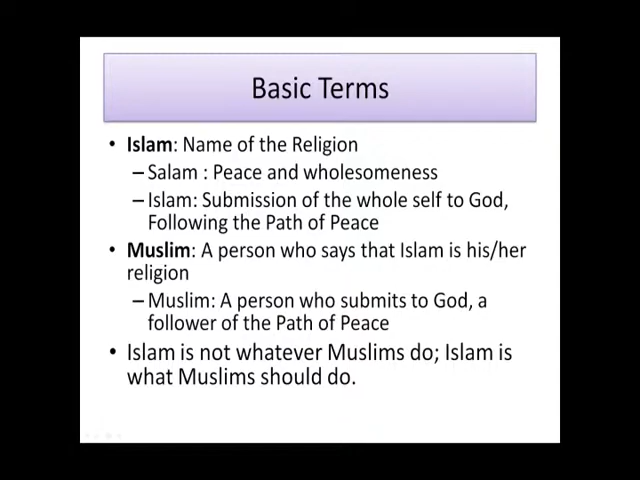 Basic Terms
• Islam: Name of the Religion
– Salam : Peace and wholesomeness
– Islam: Submission of the whole self to God,
Following the Path of Peace
• Muslim: A person who says that Islam is his/her
religion
– Muslim: A person who submits to God, a
follower of the Path of Peace
• Islam is not whatever Muslims do; Islam is
what Muslims should do.